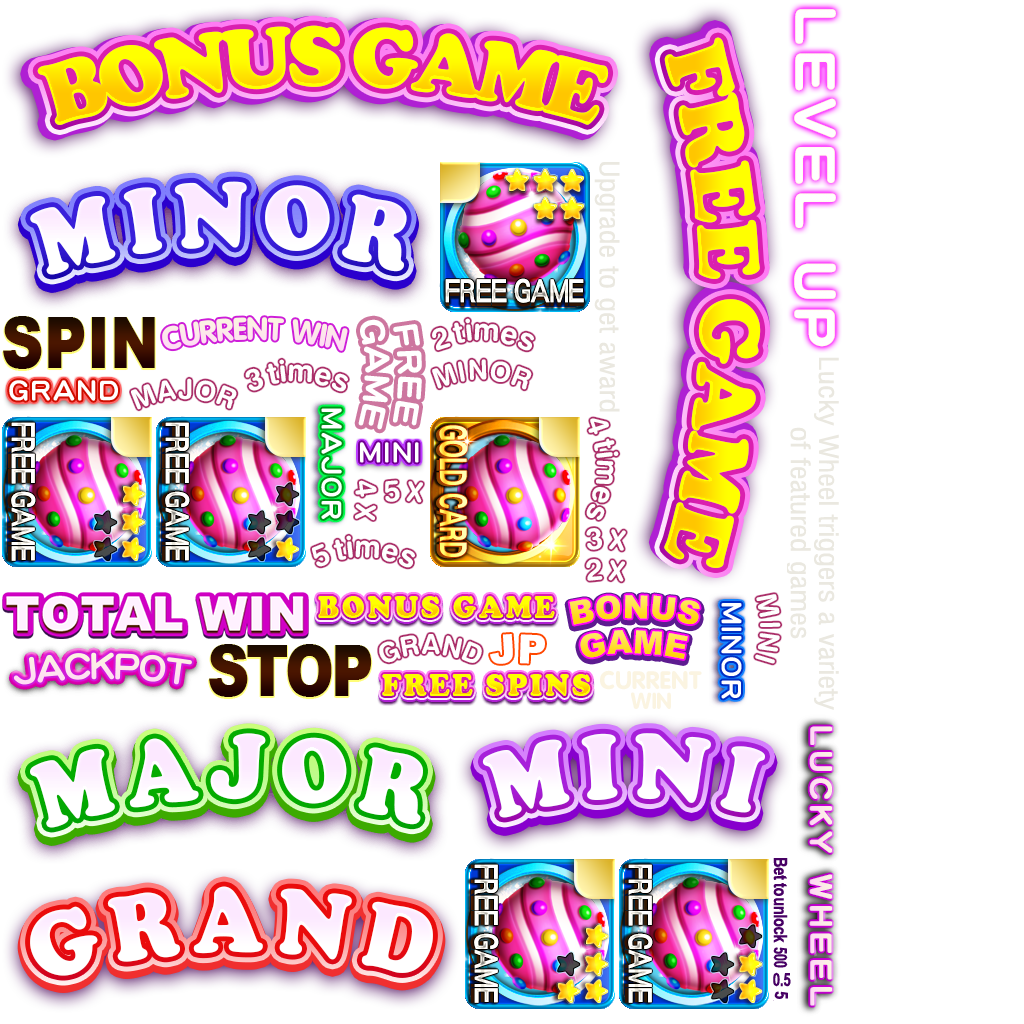 BONUS GAME
FREE GAME
LEVEL UP
MINOR
FREE GAME
Upgrade to get award
SPIN
CURRENT WIN
FREE
GAME
2 times
GRAND
MAJOR
3 times
MINOR
Lucky Wheel triggers a variety
of featured games
FREE GAME
FREE GAME
MAJOR
MINI
4 X
5 X
GOLD CARD
4 times
3 X
2 X
5 times
TOTAL WIN
BONUS GAME
BONUS
GAME
MINOR
MINI
JACKPOT
STOP
GRAND
JP
FREE SPINS
CURRENT
WIN
MAJOR
MINI
LUCKY WHEEL
GRAND
FREE GAME
FREE GAME
Bet to unlock 500
5